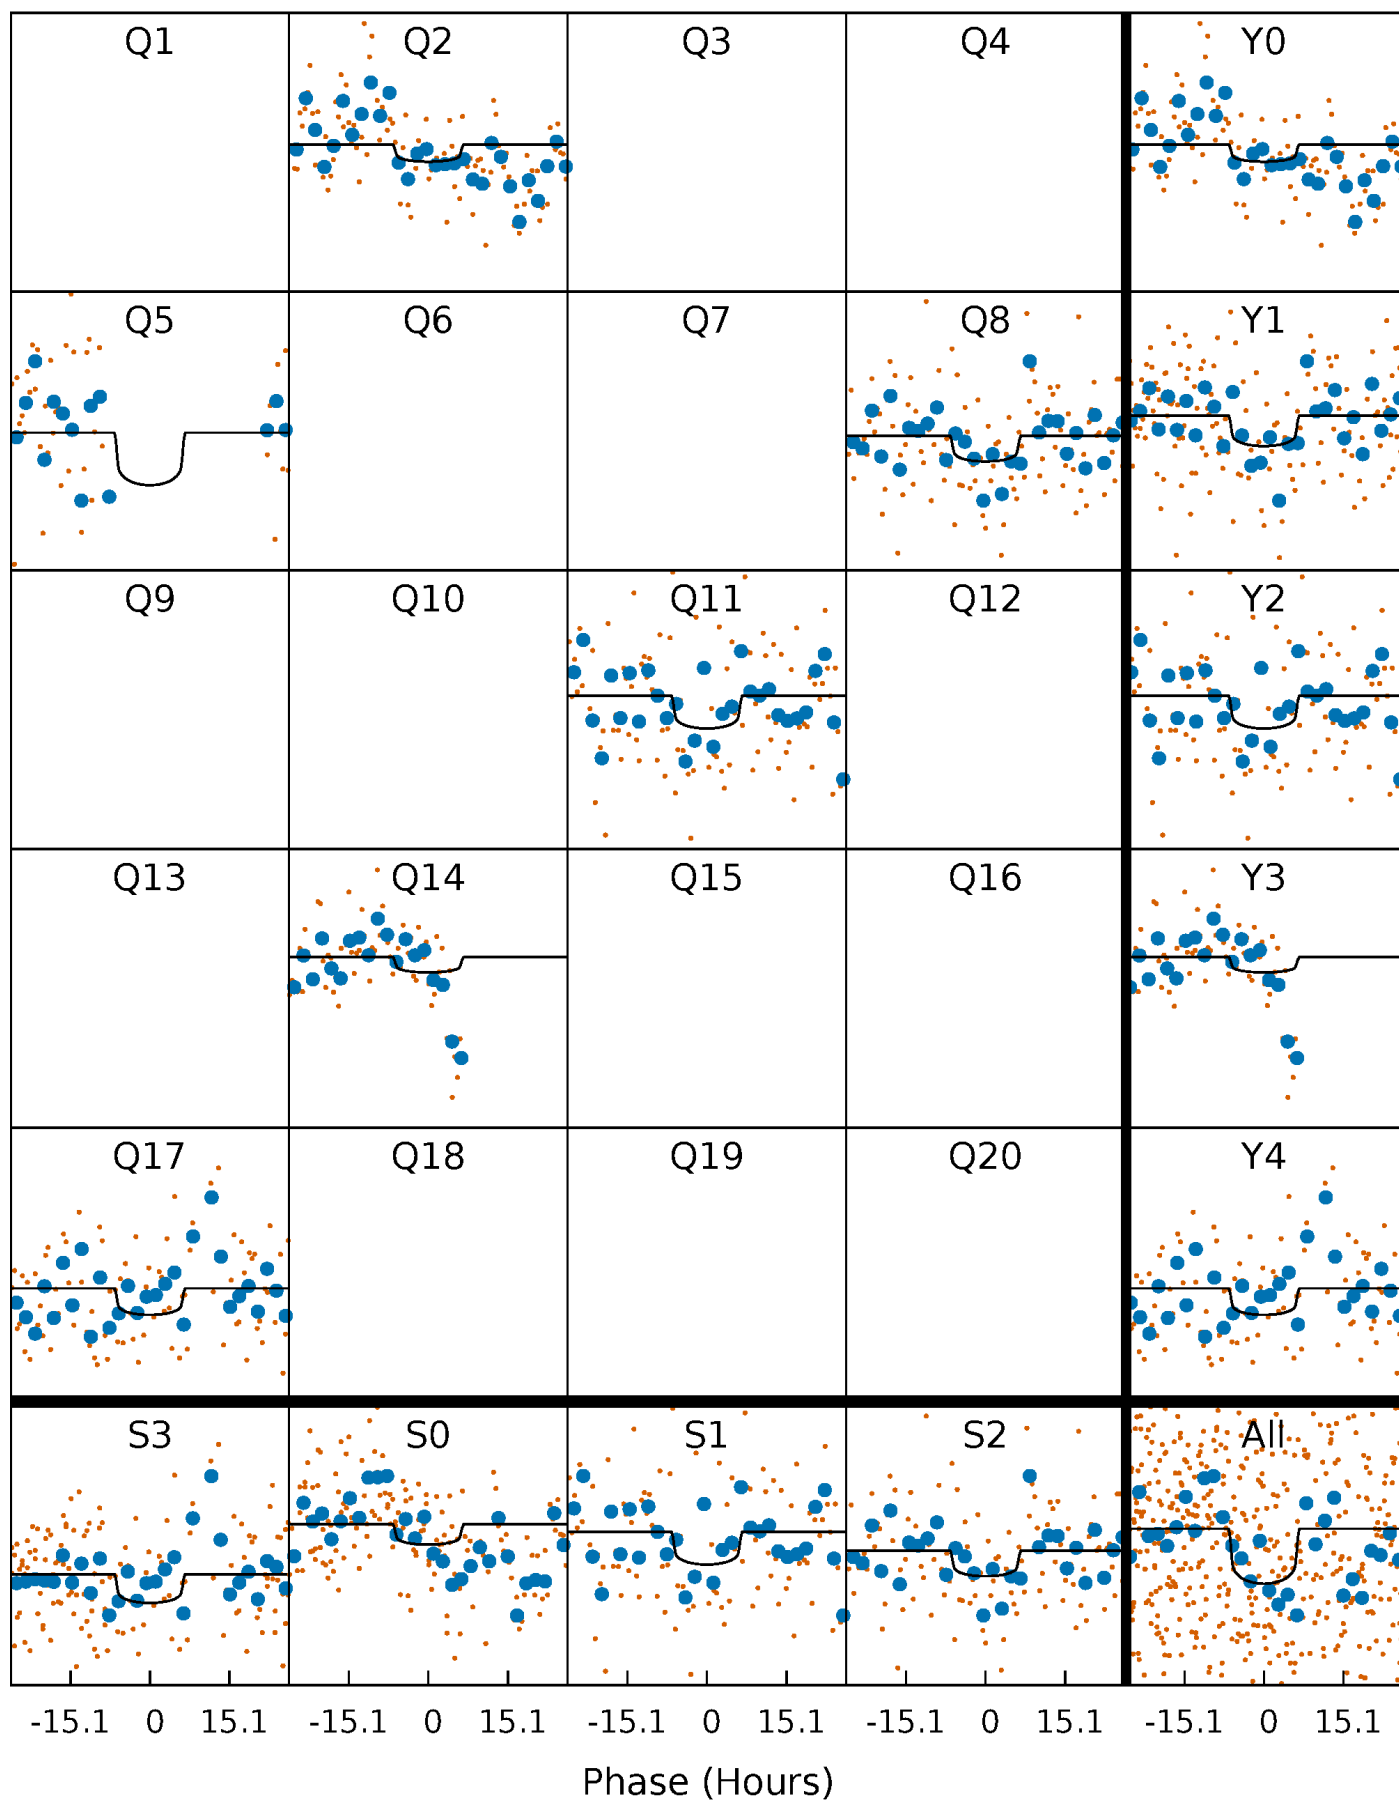 Q1 Q2 Q3 Q4 Y0
Q5 Q6 Q7 Q8 Y1
Q9 Q10 Q11 Q12 Y2
Q13 Q14 Q15 Q16 Y3
Q17 Q18 Q19 Q20 Y4
S3 S0 S1 S2 All
-15.1 0 15.1 -15.1 0 15.1 -15.1 0 15.1 -15.1 0 15.1 -15.1 0 15.1
Phase (Hours)